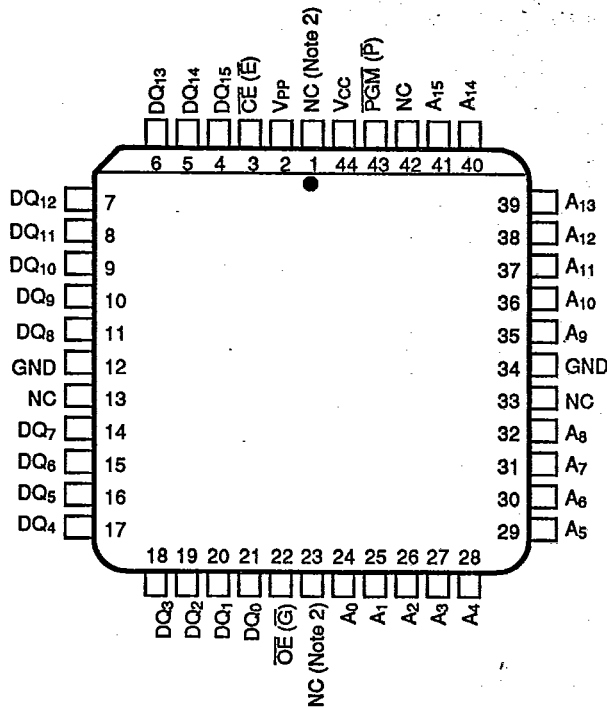 DQ13
DQ14
DQ15
CE (E)
VPP
NC (Note 2)
VCC
PGM (P)
NC
A15
A14
6 5 4 3 2 1 44 43 42 41 40
DQ12 7
DQ11 8
DQ10 9
DQ9 10
DQ8 11
GND 12
NC 13
DQ7 14
DQ6 15
DQ5 16
DQ4 17
39 A13
38 A12
37 A11
36 A10
35 A9
34 GND
33 NC
32 A8
31 A7
30 A6
29 A5
18 19 20 21 22 23 24 25 26 27 28
DQ3
DQ2
DQ1
DQ0
OE (G)
NC (Note 2)
A0
A1
A2
A3
A4